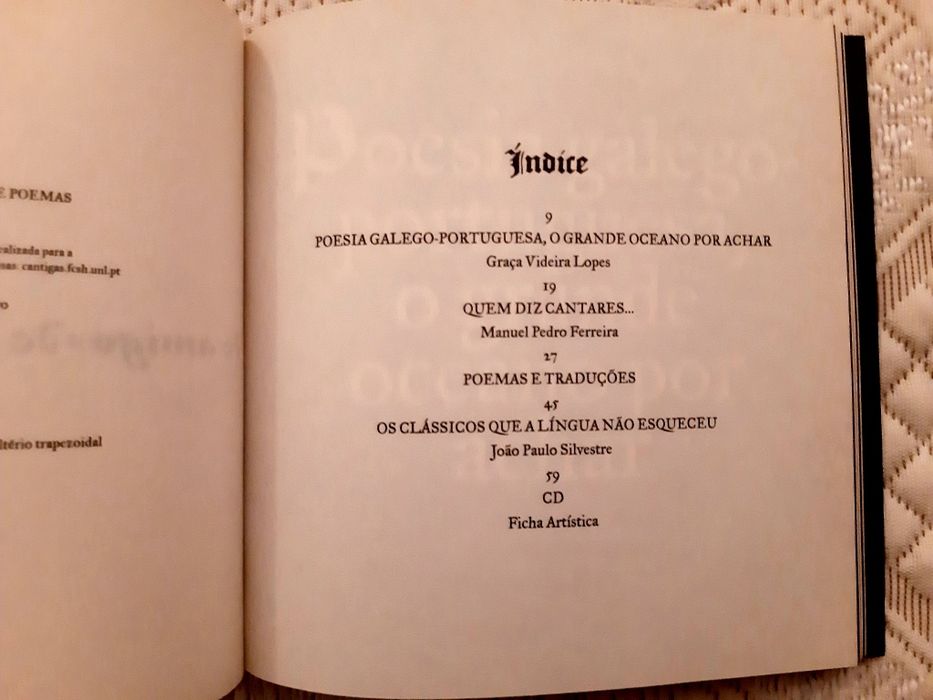 E POEMAS
ealizada para a
sas: cantigas.fcsh.unl.pt
ltério trapezoidal
Índice
9
POESIA GALEGO-PORTUGUESA, O GRANDE OCEANO POR ACHAR
Graça Videira Lopes
19
QUEM DIZ CANTARES...
Manuel Pedro Ferreira
27
POEMAS E TRADUÇÕES
45
OS CLÁSSICOS QUE A LÍNGUA NÃO ESQUECEU
João Paulo Silvestre
59
CD
Ficha Artística